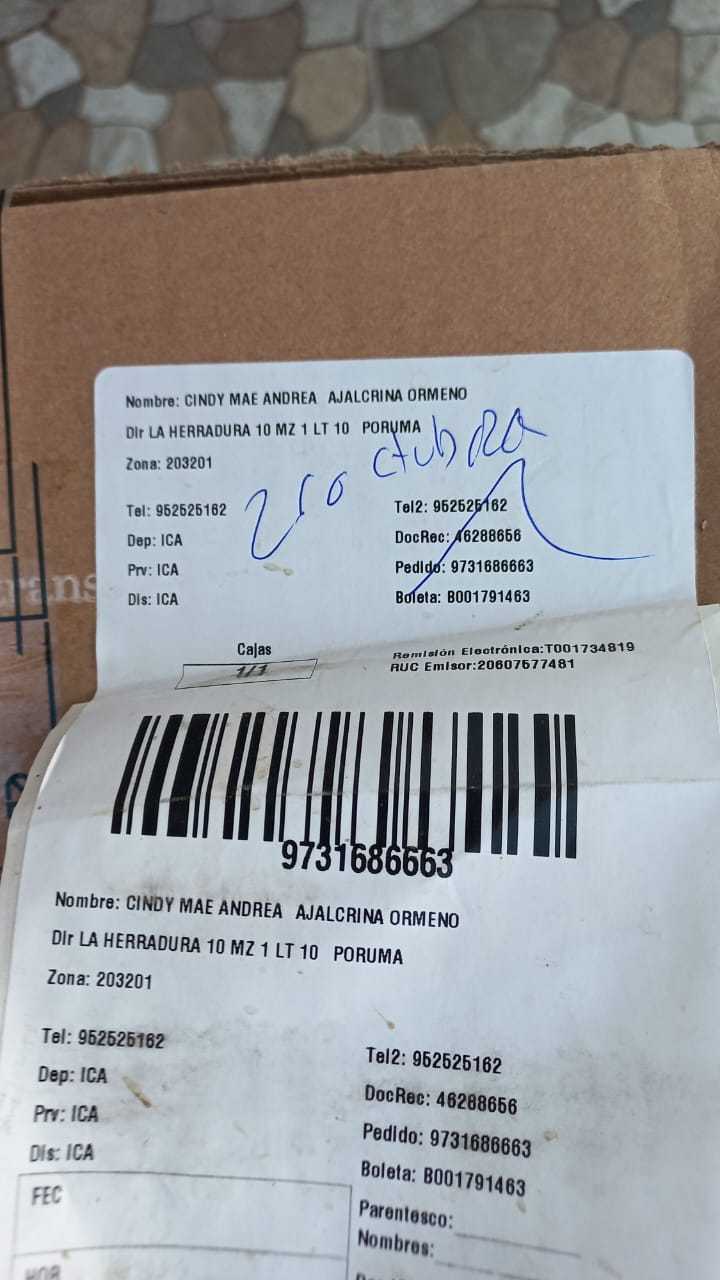 Nombre: CINDY MAE ANDREA AJALCRINA ORMENO
Dir LA HERRADURA 10 MZ 1 LT 10 PORUMA
Zona: 203201
Tel: 952525162
Tel2: 952525162
Dep: ICA
DocRec: 46288656
Prv: ICA
Pedido: 9731686663
Dis: ICA
Boleta: B001791463
Cajas
1/1
Remisión Electrónica:T001734819
RUC Emisor:20607577481
9731686663
Nombre: CINDY MAE ANDREA AJALCRINA ORMENO
Dir LA HERRADURA 10 MZ 1 LT 10 PORUMA
Zona: 203201
Tel: 952525162
Tel2: 952525162
Dep: ICA
DocRec: 46288656
Prv: ICA
Pedido: 9731686663
Dis: ICA
Boleta: B001791463
FEC
Parentesco:
Nombres: